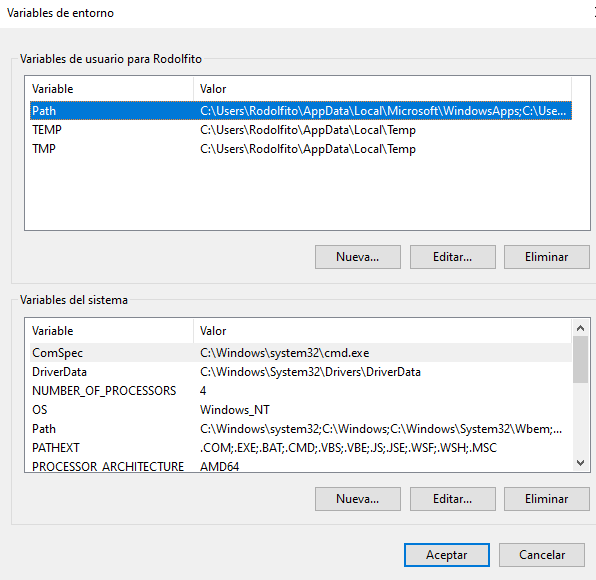 Variables de entorno
Variables de usuario para Rodolfito
Variable Valor
Path C:\Users\Rodolfito\AppData\Local\Microsoft\WindowsApps;C:\Use...
TEMP C:\Users\Rodolfito\AppData\Local\Temp
TMP C:\Users\Rodolfito\AppData\Local\Temp
Nueva... Editar... Eliminar
Variables del sistema
Variable Valor
ComSpec C:\Windows\system32\cmd.exe
DriverData C:\Windows\System32\Drivers\DriverData
NUMBER_OF_PROCESSORS 4
OS Windows_NT
Path C:\Windows\system32;C:\Windows;C:\Windows\System32\Wbem;...
PATHEXT .COM;.EXE;.BAT;.CMD;.VBS;.VBE;.JS;.JSE;.WSF;.WSH;.MSC
PROCESSOR_ARCHITECTURE AMD64
Nueva... Editar... Eliminar
Aceptar Cancelar